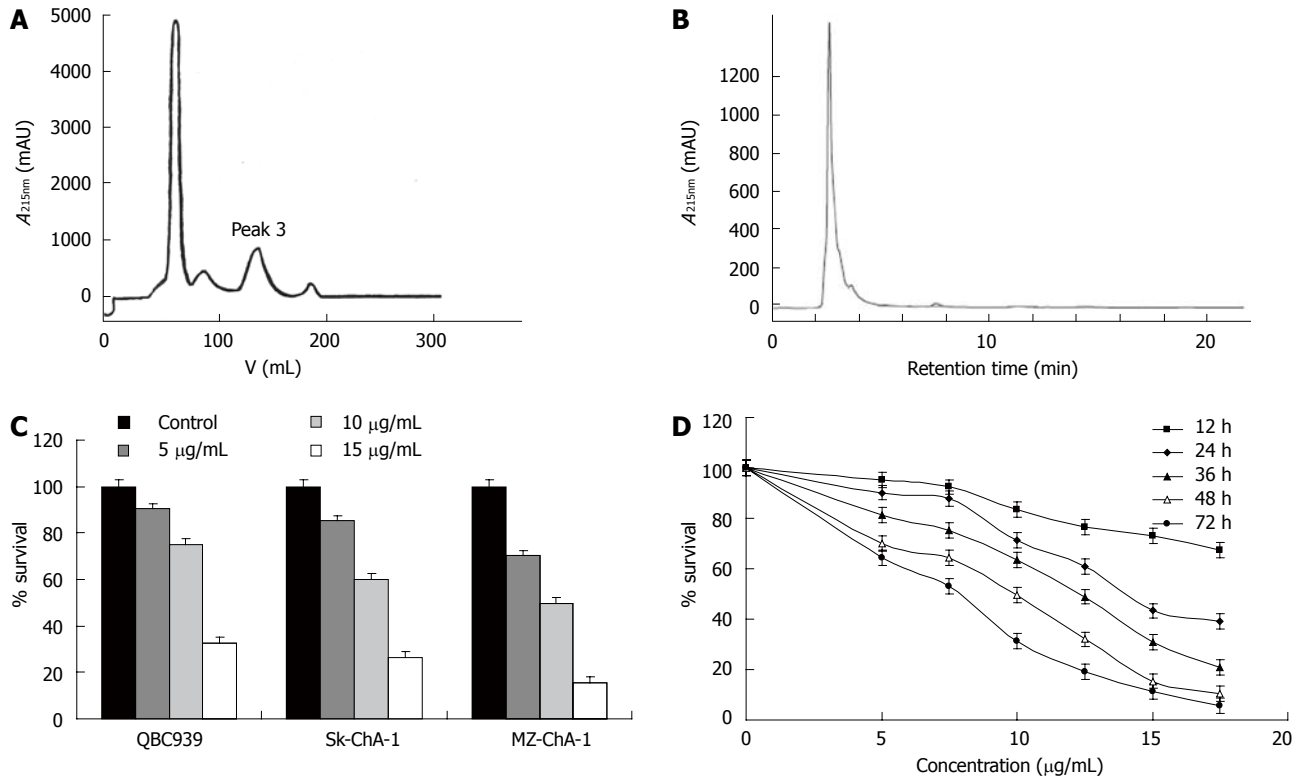 A
5000
4000
3000
2000
1000
0
A215nm (mAU)
Peak 3
0 100 200 300
V (mL)
B
1200
1000
800
600
400
200
0
A215nm (mAU)
0 10 20
Retention time (min)
C
Control
5 μg/mL
10 μg/mL
15 μg/mL
120
100
80
60
40
20
0
% survival
QBC939 Sk-ChA-1 MZ-ChA-1
D
120
100
80
60
40
20
0
% survival
12 h
24 h
36 h
48 h
72 h
0 5 10 15 20
Concentration (μg/mL)